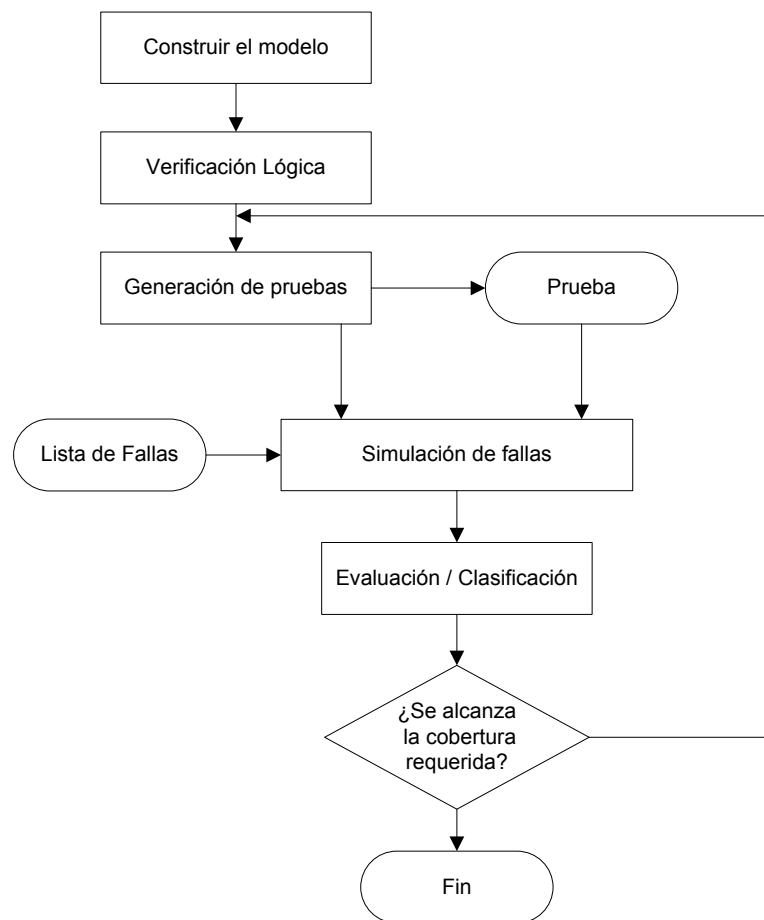 Construir el modelo
Verificación Lógica
Generación de pruebas
Prueba
Lista de Fallas
Simulación de fallas
Evaluación / Clasificación
¿Se alcanza
la cobertura
requerida?
Fin